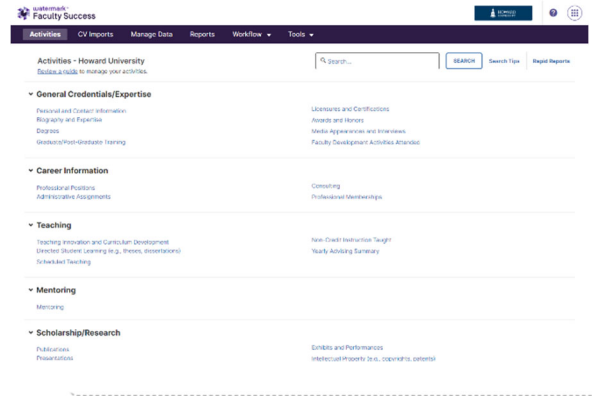 watermark
Faculty Success
HOWARD
Activities
CV Imports
Manage Data
Reports
Workflow
Tools
Activities - Howard University
Review a guide to manage your activities.
Search...
SEARCH
Search Tips
Rapid Reports
General Credentials/Expertise
Personal and Contact Information
Biography and Expertise
Degrees
Graduate/Post-Graduate Training
Licensures and Certifications
Awards and Honors
Media Appearances and Interviews
Faculty Development Activities Attended
Career Information
Professional Positions
Administrative Assignments
Consulting
Professional Memberships
Teaching
Teaching Innovation and Curriculum Development
Directed Student Learning (e.g., theses, dissertations)
Scheduled Teaching
Non-Credit Instruction Taught
Yearly Advising Summary
Mentoring
Mentoring
Scholarship/Research
Publications
Presentations
Exhibits and Performances
Intellectual Property (e.g., copyrights, patents)